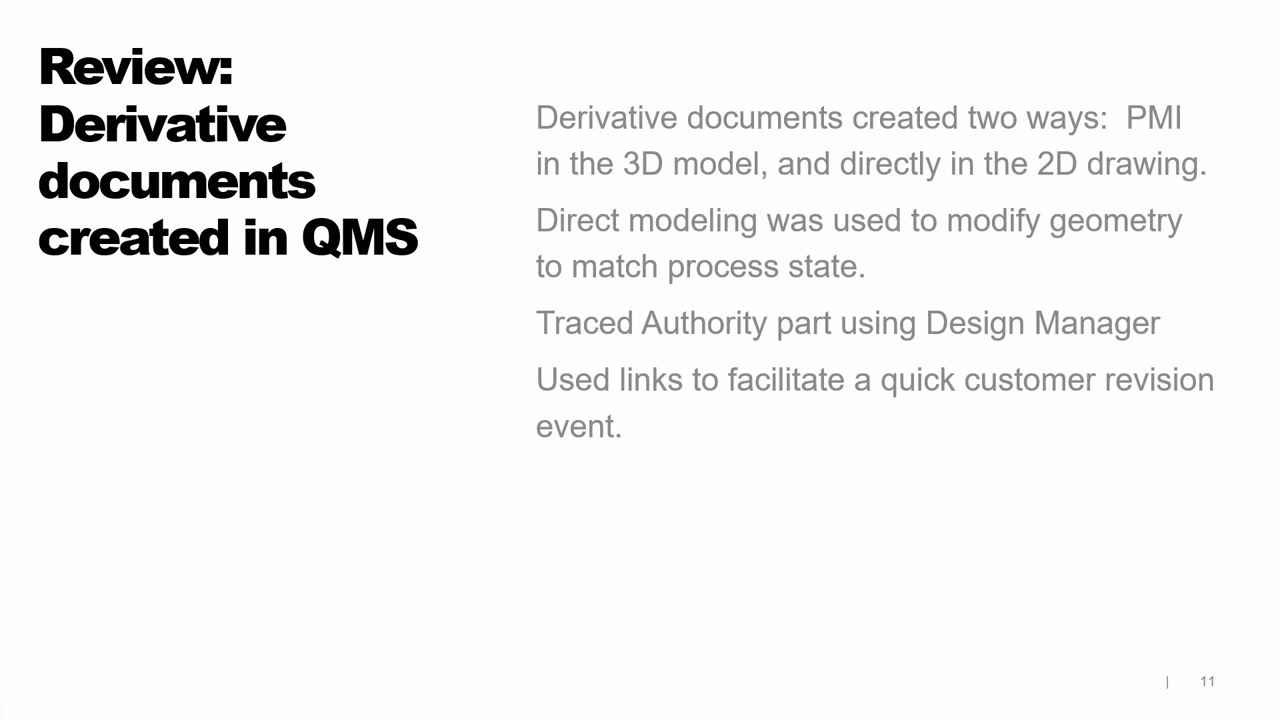 Review:
Derivative
documents
created in QMS
Derivative documents created two ways:  PMI
in the 3D model, and directly in the 2D drawing.
Direct modeling was used to modify geometry
to match process state.
Traced Authority part using Design Manager
Used links to facilitate a quick customer revision
event.
| 11